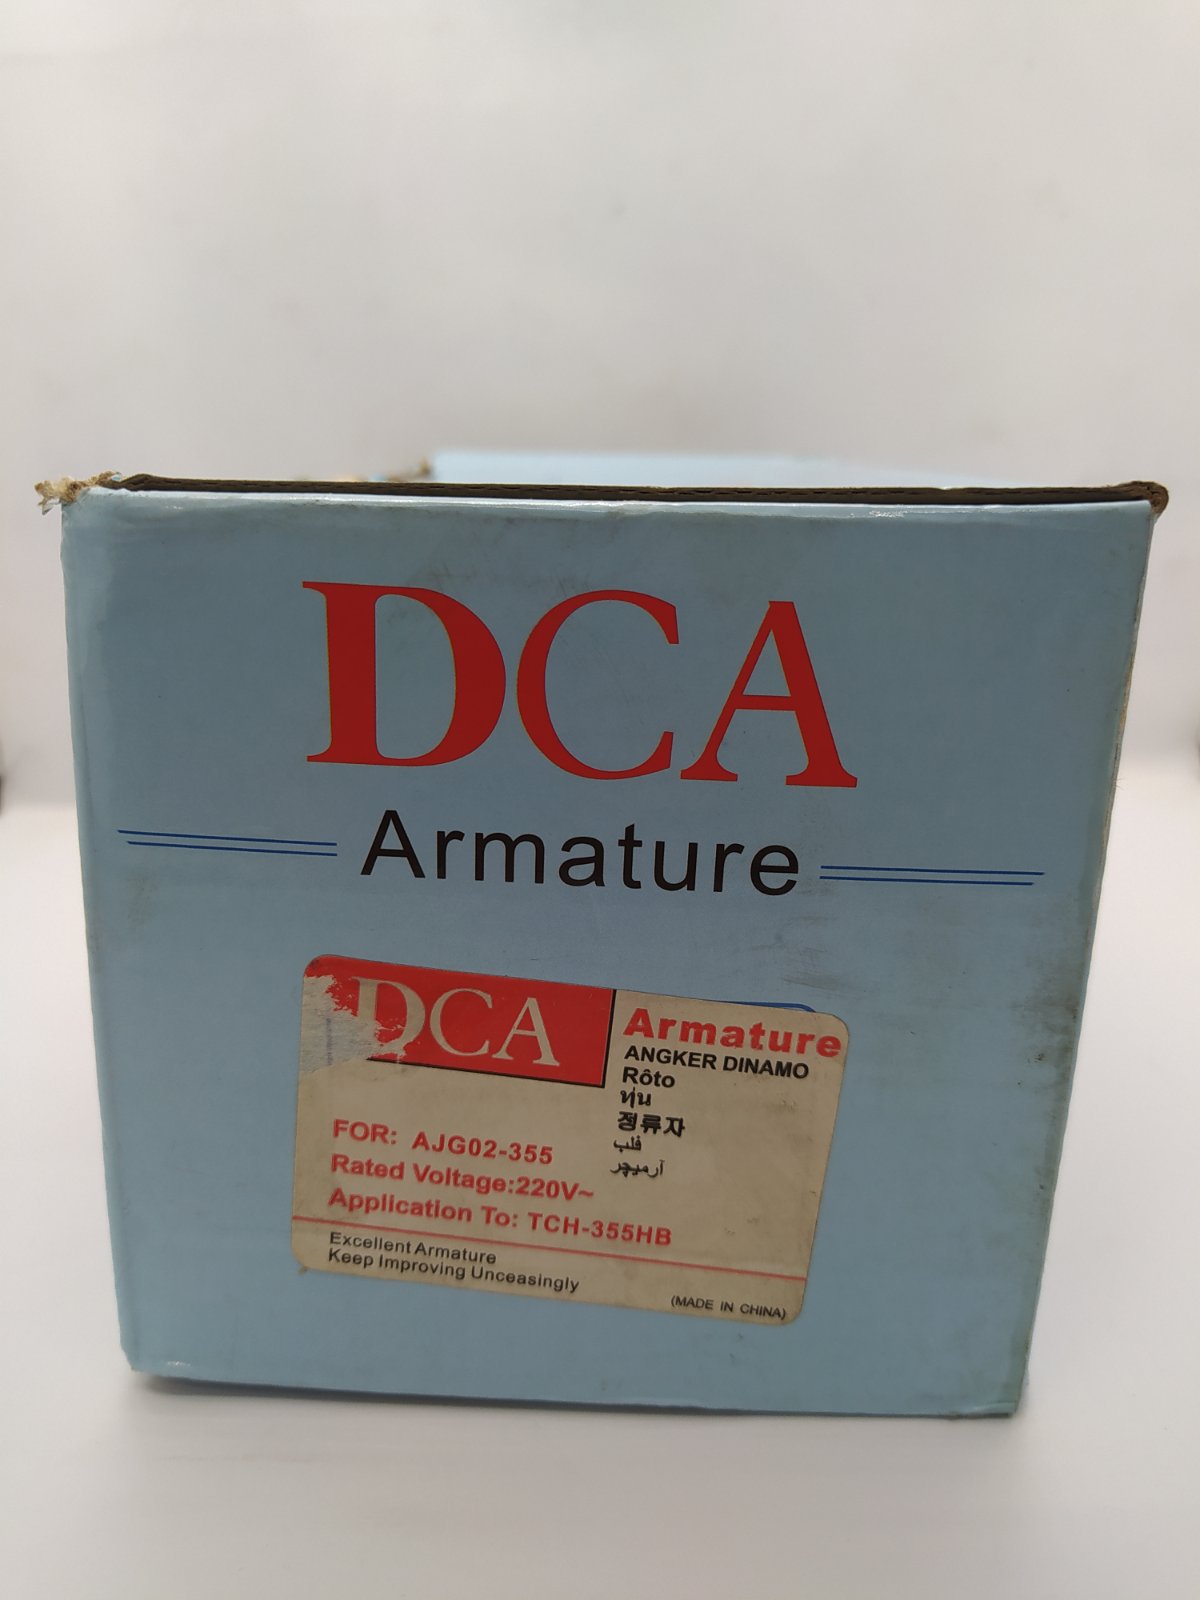 DCA
Armature
DCA
Armature
ANGKER DINAMO
Rôto
ทุ่น
정류자
قلب
آرمیچر
FOR: AJG02-355
Rated Voltage:220V~
Application To: TCH-355HB
Excellent Armature
Keep Improving Unceasingly
(MADE IN CHINA)